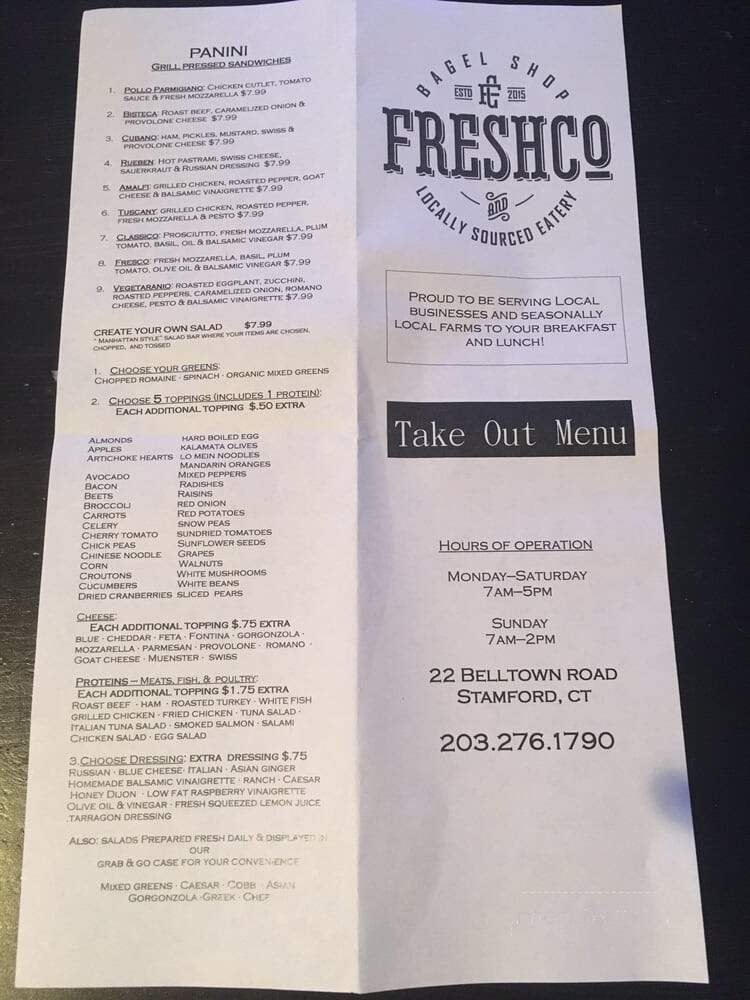 PANINI
GRILL PRESSED SANDWICHES
1. POLLO PARMIGIANO: CHICKEN CUTLET, TOMATO
SAUCE & FRESH MOZZARELLA $7.99
2. BISTECA: ROAST BEEF, CARAMELIZED ONION &
PROVOLONE CHEESE $7.99
3. CUBANO: HAM, PICKLES, MUSTARD, SWISS &
PROVOLONE CHEESE $7.99
4. RUEBEN: HOT PASTRAMI, SWISS CHEESE,
SAUERKRAUT & RUSSIAN DRESSING $7.99
5. AMALFI: GRILLED CHICKEN, ROASTED PEPPER, GOAT
CHEESE & BALSAMIC VINAIGRETTE $7.99
6. TUSCANY: GRILLED CHICKEN, ROASTED PEPPER,
FRESH MOZZARELLA & PESTO $7.99
7. CLASSICO: PROSCIUTTO, FRESH MOZZARELLA, PLUM
TOMATO, BASIL, OIL & BALSAMIC VINEGAR $7.99
8. FRESCO: FRESH MOZZARELLA, BASIL, PLUM
TOMATO, OLIVE OIL & BALSAMIC VINEGAR $7.99
9. VEGETARANIO: ROASTED EGGPLANT, ZUCCHINI,
ROASTED PEPPERS, CARAMELIZED ONION, ROMANO
CHEESE, PESTO & BALSAMIC VINAIGRETTE $7.99
CREATE YOUR OWN SALAD $7.99
" MANHATTAN STYLE" SALAD BAR WHERE YOUR ITEMS ARE CHOSEN,
CHOPPED, AND TOSSED
1. CHOOSE YOUR GREENS:
CHOPPED ROMAINE · SPINACH · ORGANIC MIXED GREENS
2. CHOOSE 5 TOPPINGS (INCLUDES 1 PROTEIN):
EACH ADDITIONAL TOPPING $.50 EXTRA
ALMONDS HARD BOILED EGG
APPLES KALAMATA OLIVES
ARTICHOKE HEARTS LO MEIN NOODLES
MANDARIN ORANGES
AVOCADO MIXED PEPPERS
BACON RADISHES
BEETS RAISINS
BROCCOLI RED ONION
CARROTS RED POTATOES
CELERY SNOW PEAS
CHERRY TOMATO SUNDRIED TOMATOES
CHICK PEAS SUNFLOWER SEEDS
CHINESE NOODLE GRAPES
CORN WALNUTS
CROUTONS WHITE MUSHROOMS
CUCUMBERS WHITE BEANS
DRIED CRANBERRIES SLICED PEARS
CHEESE:
EACH ADDITIONAL TOPPING $.75 EXTRA
BLUE · CHEDDAR · FETA · FONTINA · GORGONZOLA ·
MOZZARELLA · PARMESAN · PROVOLONE · ROMANO ·
GOAT CHEESE · MUENSTER · SWISS
PROTEINS – MEATS, FISH, & POULTRY:
EACH ADDITIONAL TOPPING $1.75 EXTRA
ROAST BEEF · HAM · ROASTED TURKEY · WHITE FISH
GRILLED CHICKEN · FRIED CHICKEN · TUNA SALAD ·
ITALIAN TUNA SALAD · SMOKED SALMON · SALAMI
CHICKEN SALAD · EGG SALAD
3. CHOOSE DRESSING: EXTRA DRESSING $.75
RUSSIAN · BLUE CHEESE· ITALIAN · ASIAN GINGER
HOMEMADE BALSAMIC VINAIGRETTE · RANCH · CAESAR
HONEY DIJON · LOW FAT RASPBERRY VINAIGRETTE
OLIVE OIL & VINEGAR · FRESH SQUEEZED LEMON JUICE
.TARRAGON DRESSING
ALSO: SALADS PREPARED FRESH DAILY & DISPLAYED IN
OUR
GRAB & GO CASE FOR YOUR CONVENIENCE
MIXED GREENS · CAESAR · COBB · ASIAN
GORGONZOLA ·GREEK · CHEF
BAGEL SHOP
ESTD FC 2015
FRESHCO
AND
LOCALLY SOURCED EATERY
PROUD TO BE SERVING LOCAL
BUSINESSES AND SEASONALLY
LOCAL FARMS TO YOUR BREAKFAST
AND LUNCH!
Take Out Menu
HOURS OF OPERATION
MONDAY–SATURDAY
7AM–5PM
SUNDAY
7AM–2PM
22 BELLTOWN ROAD
STAMFORD, CT
203.276.1790